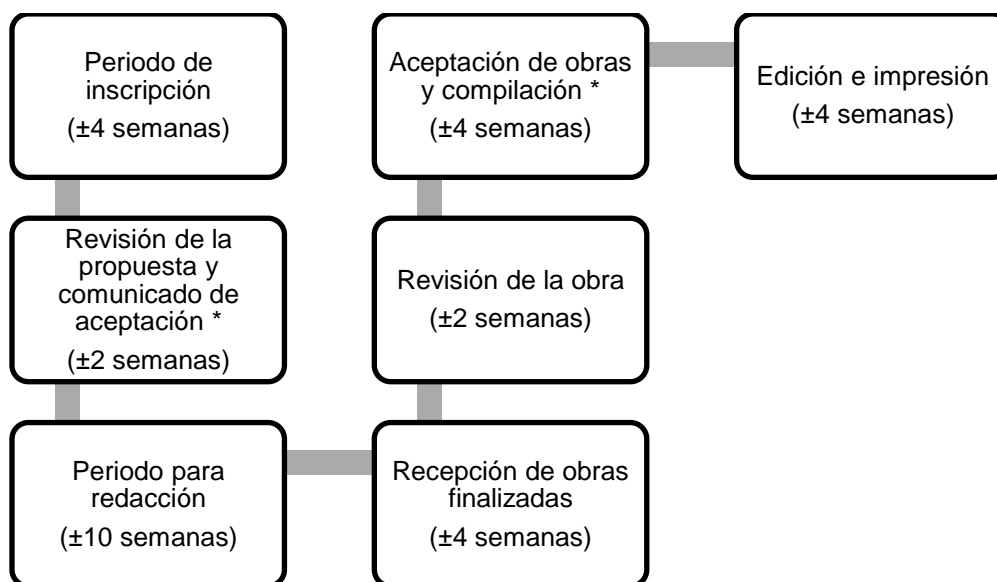 Periodo de
inscripción
(±4 semanas)
Revisión de la
propuesta y
comunicado de
aceptación *
(±2 semanas)
Periodo para
redacción
(±10 semanas)
Recepción de obras
finalizadas
(±4 semanas)
Revisión de la obra
(±2 semanas)
Aceptación de obras
y compilación *
(±4 semanas)
Edición e impresión
(±4 semanas)